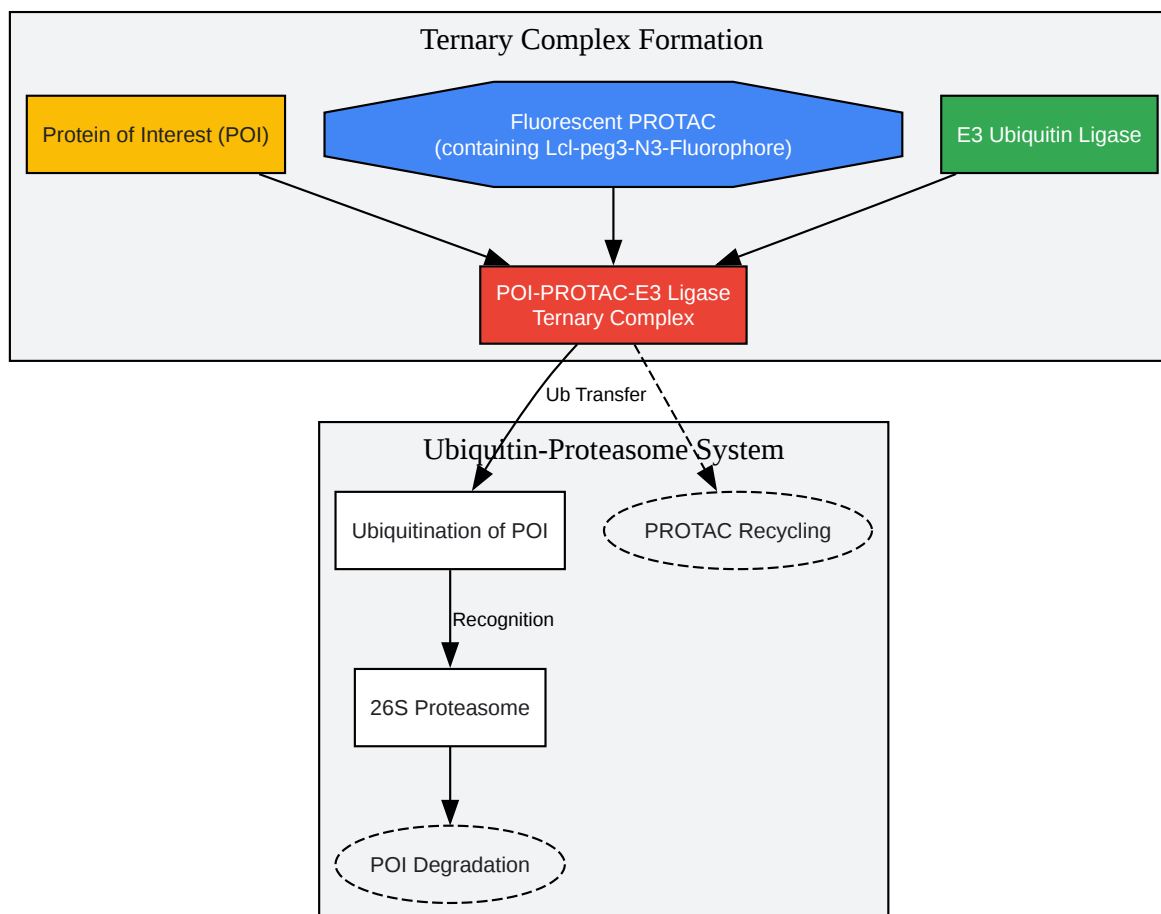 Ternary Complex Formation
Protein of Interest (POI)
Fluorescent PROTAC
(containing Lcl-peg3-N3-Fluorophore)
E3 Ubiquitin Ligase
POI-PROTAC-E3 Ligase
Ternary Complex
Ub Transfer
Ubiquitin-Proteasome System
Ubiquitination of POI
PROTAC Recycling
Recognition
26S Proteasome
POI Degradation